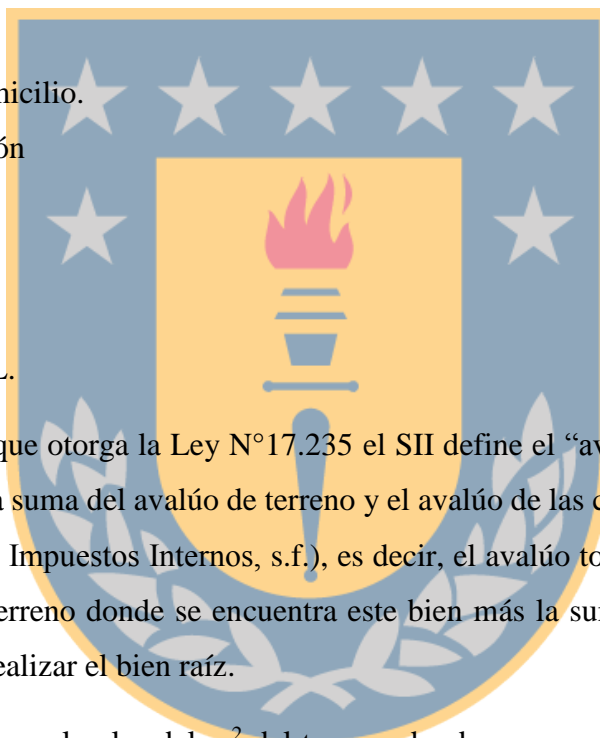 nicilio.
ón
L.
que otorga la Ley N°17.235 el SII define el “av
a suma del avalúo de terreno y el avalúo de las c
Impuestos Internos, s.f.), es decir, el avalúo to
terreno donde se encuentra este bien más la su
realizar el bien raíz.